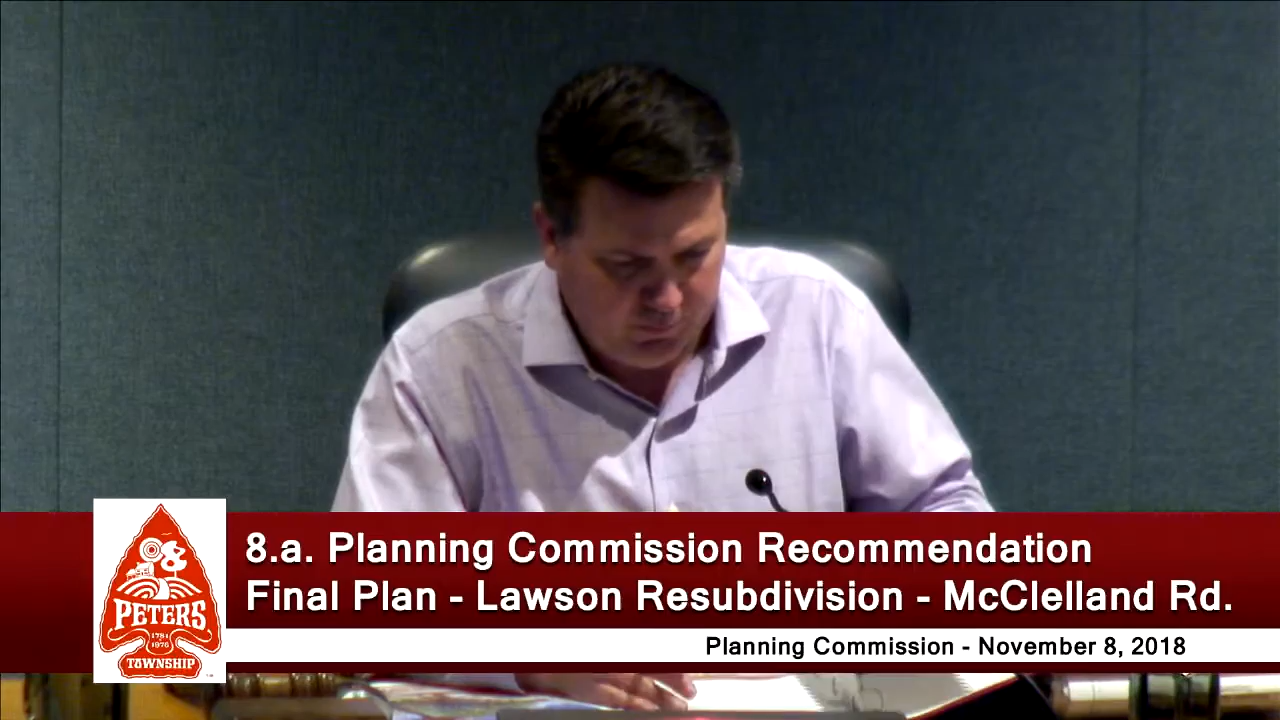 8.a. Planning Commission Recommendation
Final Plan - Lawson Resubdivision - McClelland Rd.
Planning Commission - November 8, 2018
PETERS
1781
1976
TOWNSHIP